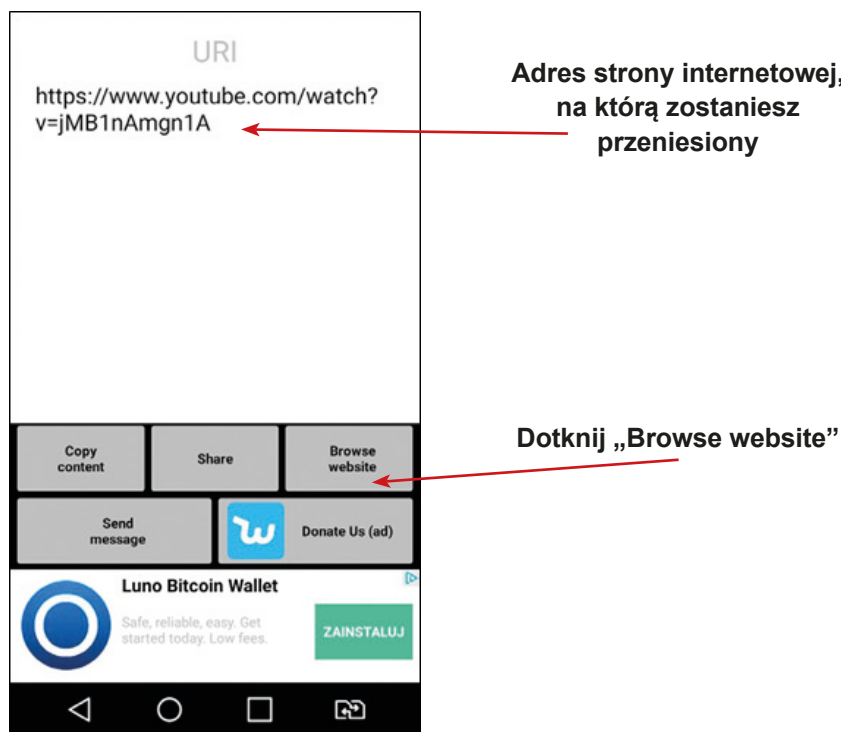 URI
https://www.youtube.com/watch?
v=jMB1nAmgn1A
Adres strony internetowej,
na którą zostaniesz
przeniesiony
Copy
content
Share
Browse
website
Dotknij „Browse website”
Send
message
Donate Us (ad)
Luno Bitcoin Wallet
Safe, reliable, easy. Get
started today. Low fees.
ZAINSTALUJ